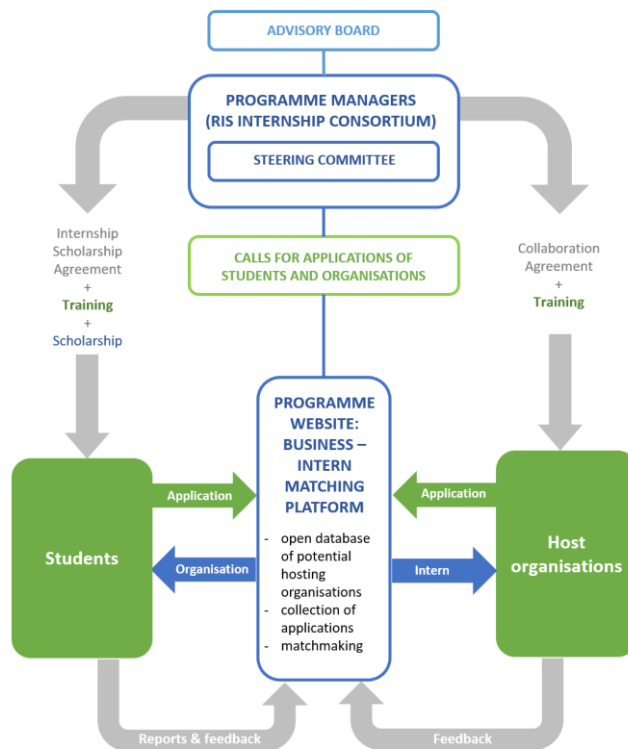 ADVISORY BOARD
PROGRAMME MANAGERS
(RIS INTERNSHIP CONSORTIUM)
STEERING COMMITTEE
Internship
Scholarship
Agreement
+
Training
+
Scholarship
CALLS FOR APPLICATIONS OF
STUDENTS AND ORGANISATIONS
Collaboration
Agreement
+
Training
PROGRAMME
WEBSITE:
BUSINESS –
INTERN
MATCHING
PLATFORM
- open database
of potential
hosting
organisations
- collection of
applications
- matchmaking
Students
Application
Organisation
Application
Intern
Host
organisations
Reports & feedback
Feedback